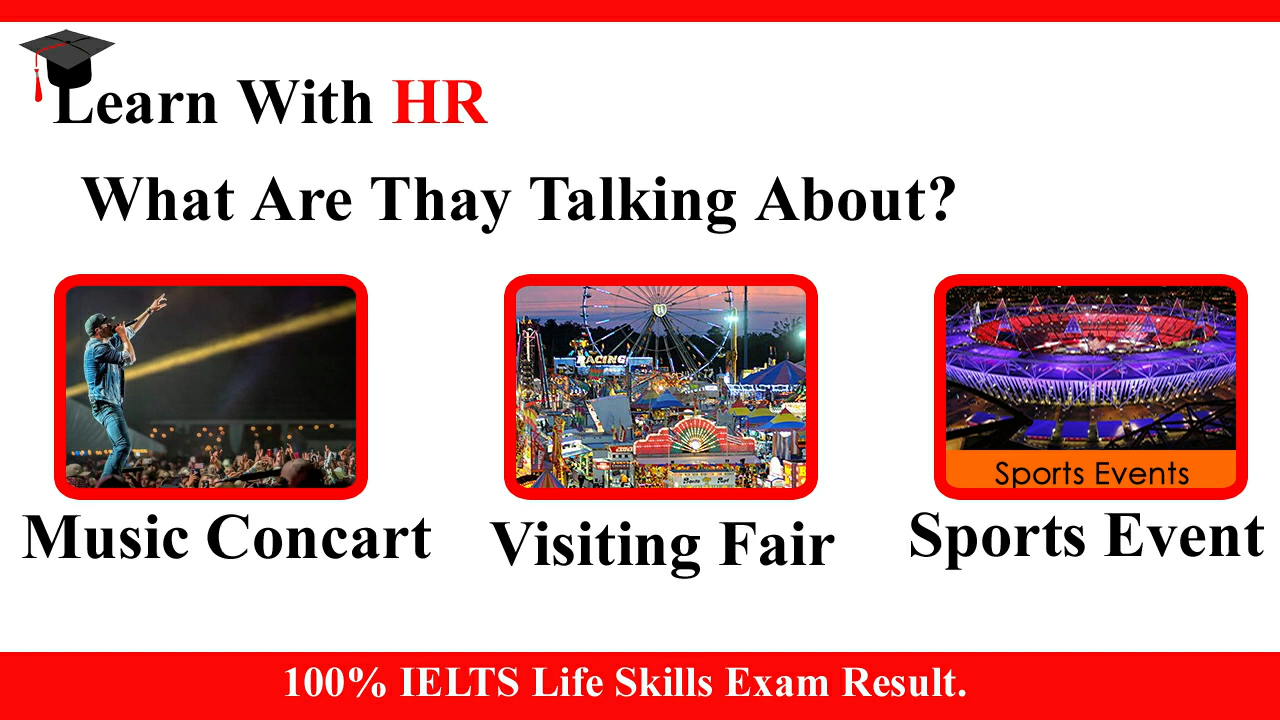 Learn With HR
What Are Thay Talking About?
RACING
Sports Events
Music Concart
Visiting Fair
Sports Event
100% IELTS Life Skills Exam Result.